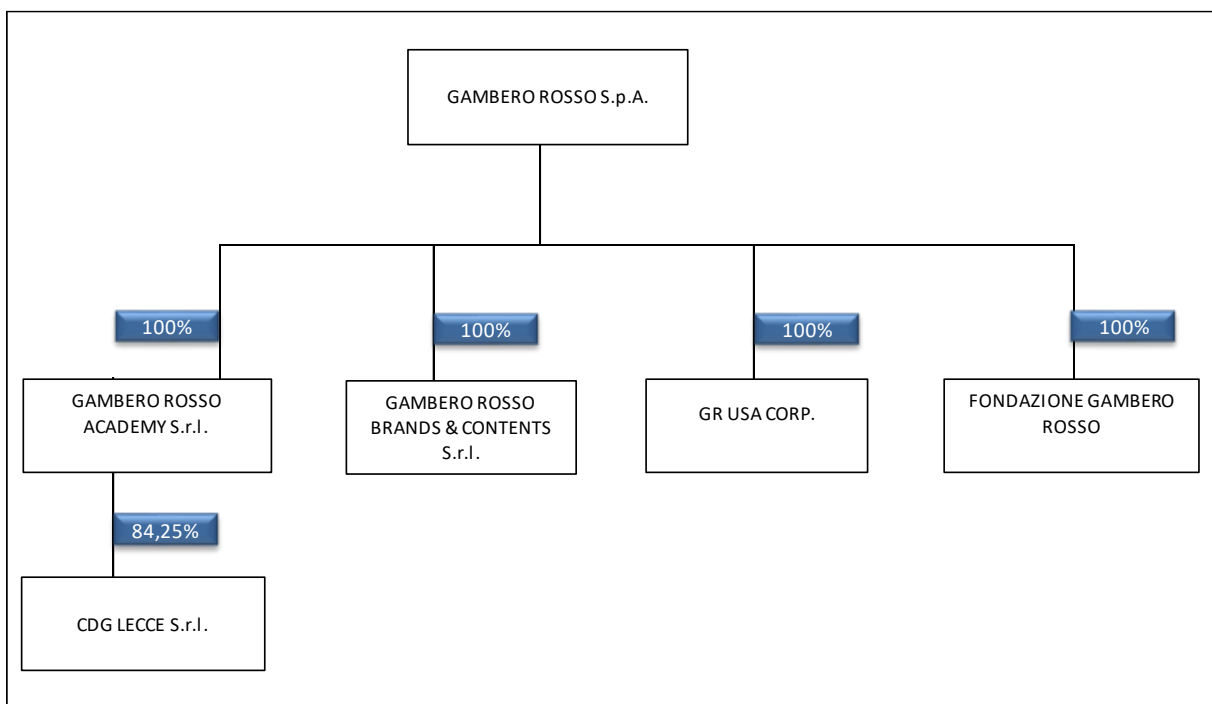 GAMBERO ROSSO S.p.A.
100%
100%
100%
100%
GAMBERO ROSSO
ACADEMY S.r.l.
GAMBERO ROSSO
BRANDS & CONTENTS
S.r.l.
GR USA CORP.
FONDAZIONE GAMBERO
ROSSO
84,25%
CDG LECCE S.r.l.